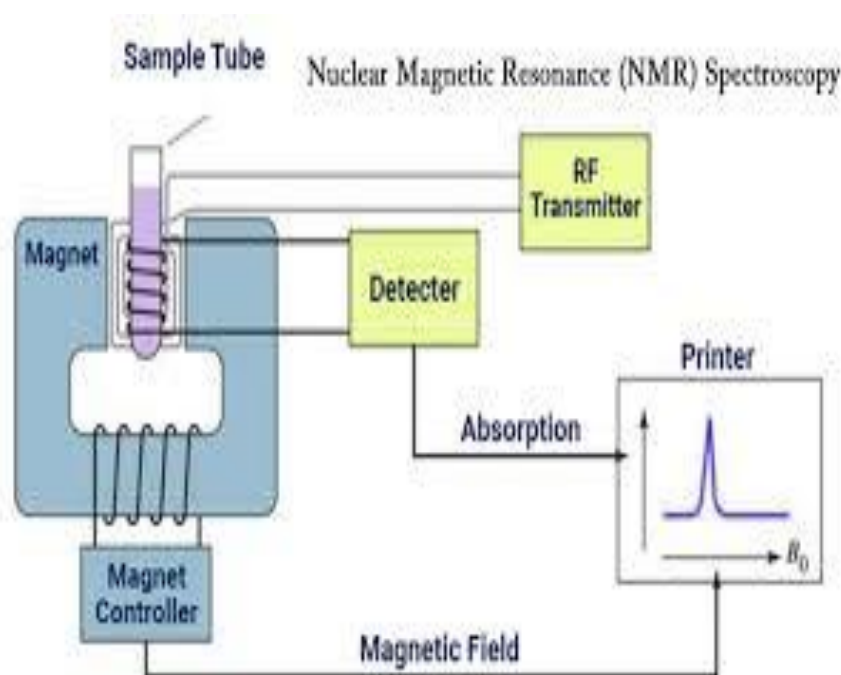 Sample Tube
Nuclear Magnetic Resonance (NMR) Spectroscopy
RF
Transmitter
Magnet
Detecter
Printer
Absorption
B₀
Magnet
Controller
Magnetic Field